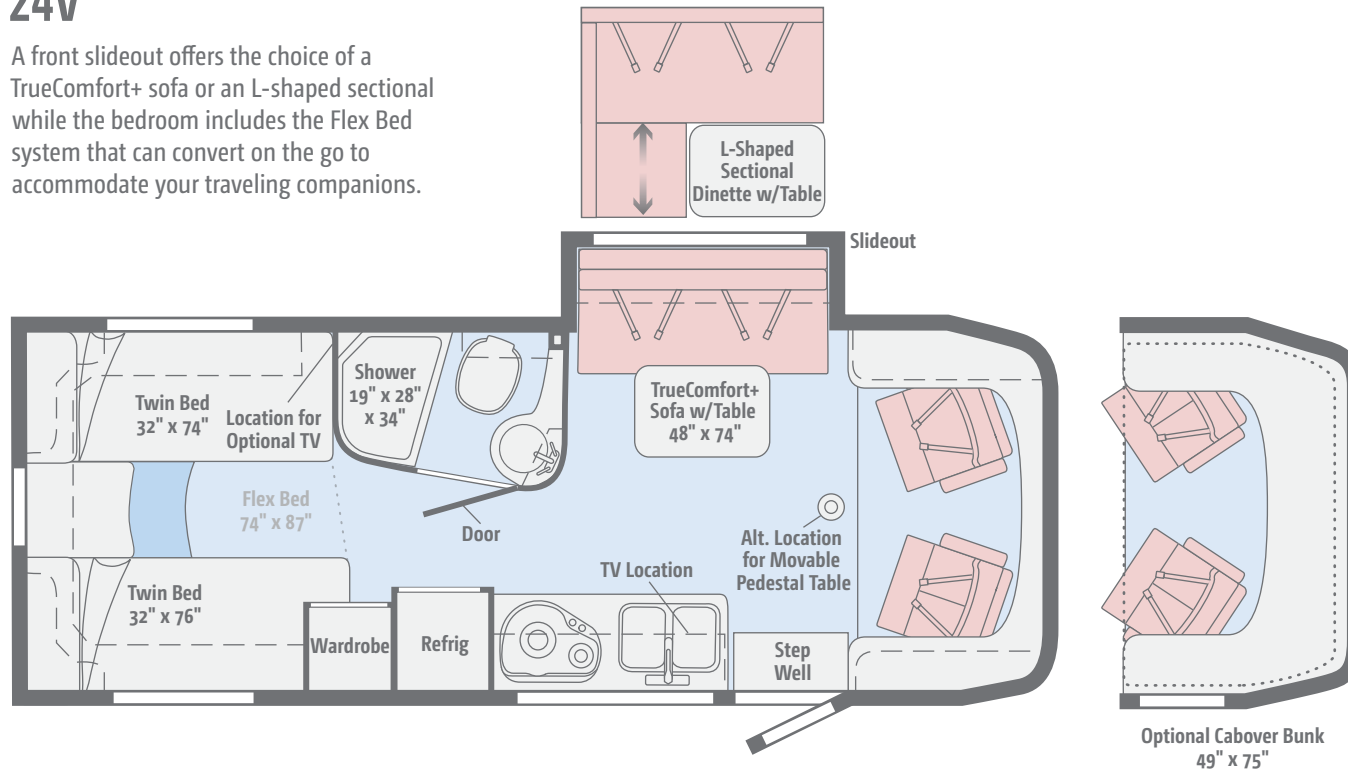 24V
A front slideout offers the choice of a
TrueComfort+ sofa or an L-shaped sectional
while the bedroom includes the Flex Bed
system that can convert on the go to
accommodate your traveling companions.
L-Shaped
Sectional
Dinette w/Table
Slideout
Twin Bed
32" x 74"
Location for
Optional TV
Shower
19" x 28"
x 34"
TrueComfort+
Sofa w/Table
48" x 74"
Flex Bed
74" x 87"
Door
Alt. Location
for Movable
Pedestal Table
TV Location
Twin Bed
32" x 76"
Wardrobe
Refrig
Step
Well
Optional Cabover Bunk
49" x 75"